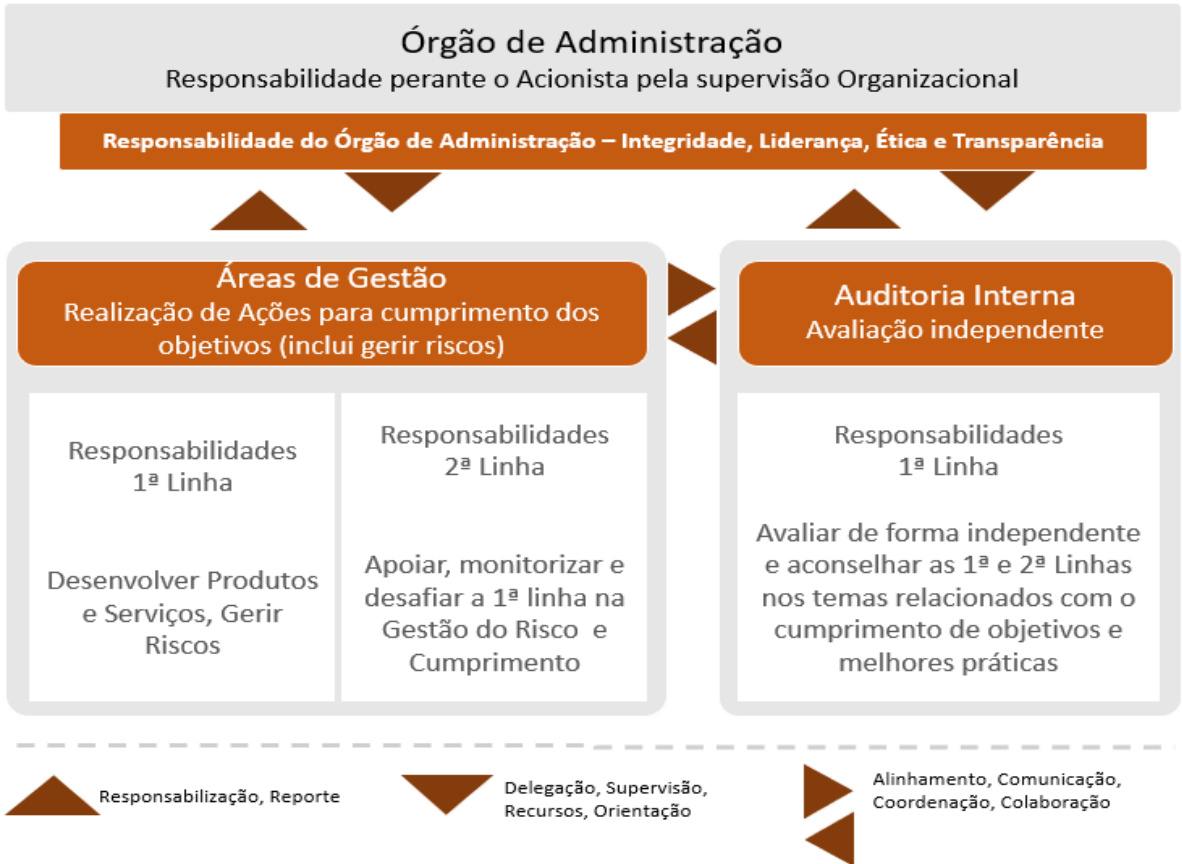 Órgão de Administração
Responsabilidade perante o Acionista pela supervisão Organizacional
Responsabilidade do Órgão de Administração – Integridade, Liderança, Ética e Transparência
Áreas de Gestão
Realização de Ações para cumprimento dos
objetivos (inclui gerir riscos)
Responsabilidades
1ª Linha
Desenvolver Produtos
e Serviços, Gerir
Riscos
Responsabilidades
2ª Linha
Apoiar, monitorizar e
desafiar a 1ª linha na
Gestão do Risco e
Cumprimento
Auditoria Interna
Avaliação independente
Responsabilidades
1ª Linha
Avaliar de forma independente
e aconselhar as 1ª e 2ª Linhas
nos temas relacionados com o
cumprimento de objetivos e
melhores práticas
Responsabilização, Reporte
Delegação, Supervisão,
Recursos, Orientação
Alinhamento, Comunicação,
Coordenação, Colaboração